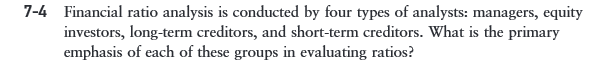 7-4 Financial ratio analysis is conducted by four types of analysts: managers, equity
investors, long-term creditors, and short-term creditors. What is the primary
emphasis of each of these groups in evaluating ratios?